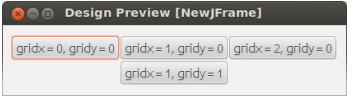 Design Preview [NewJFrame]
gridx = 0, gridy = 0 gridx = 1, gridy = 0 gridx = 2, gridy = 0
gridx = 1, gridy = 1